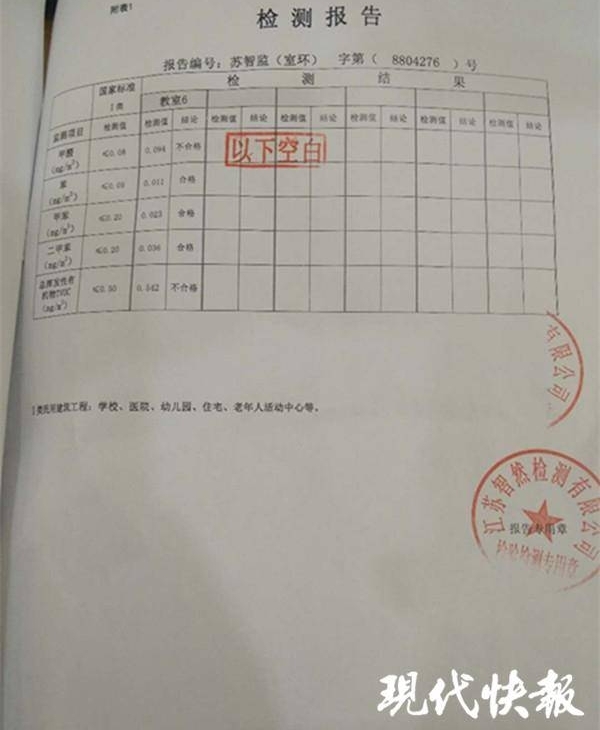 附表1
检测报告
报告编号：苏智监（室环） 字第（ 8804276 ）号
国家标准 I类 检测结果
教室6
监测项目 检测值 检测值 结论 检测值 结论 检测值 结论 检测值 结论 检测值 结论 检测值 结论
甲醛 (mg/m³) ≤0.08 0.094 不合格
以下空白
苯 (mg/m³) ≤0.09 0.011 合格
甲苯 (mg/m³) ≤0.20 0.023 合格
二甲苯 (mg/m³) ≤0.20 0.036 合格
总挥发性有机物TVOC (mg/m³) ≤0.50 0.542 不合格
有限公司
I类民用建筑工程：学校、医院、幼儿园、住宅、老年人活动中心等。
江苏智然检测有限公司
报告专用章
检验检测专用章
现代快報